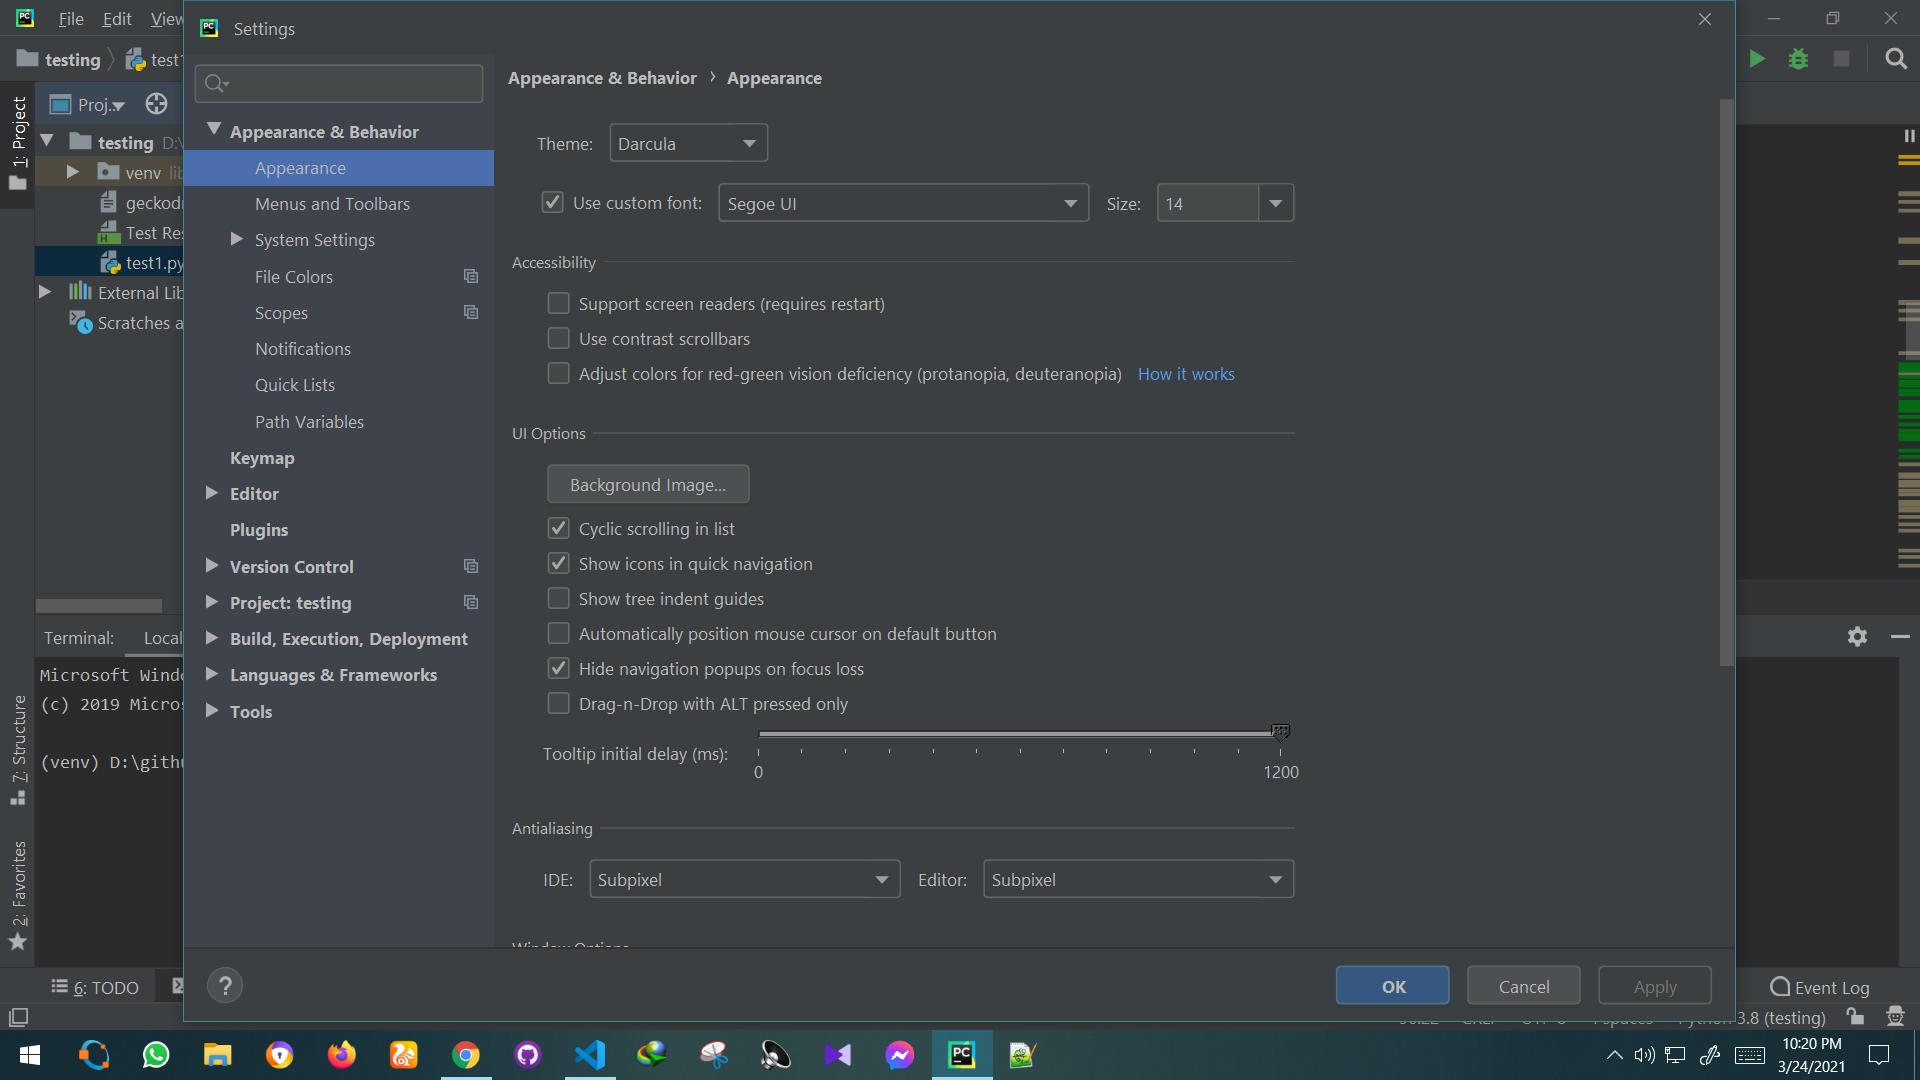 File Edit View
Settings
testing
test1
Proj...
1: Project
testing D:\
venv lib
geckod
Test Res
test1.py
External Lib
Scratches a
Appearance & Behavior
Appearance
Menus and Toolbars
System Settings
File Colors
Scopes
Notifications
Quick Lists
Path Variables
Keymap
Editor
Plugins
Version Control
Project: testing
Build, Execution, Deployment
Languages & Frameworks
Tools
Appearance & Behavior › Appearance
Theme: Darcula
Use custom font: Segoe UI Size: 14
Accessibility
Support screen readers (requires restart)
Use contrast scrollbars
Adjust colors for red-green vision deficiency (protanopia, deuteranopia) How it works
UI Options
Background Image...
Cyclic scrolling in list
Show icons in quick navigation
Show tree indent guides
Automatically position mouse cursor on default button
Hide navigation popups on focus loss
Drag-n-Drop with ALT pressed only
Tooltip initial delay (ms):
0 1200
Antialiasing
IDE: Subpixel Editor: Subpixel
Window Options
? OK Cancel Apply
Terminal: Local
Microsoft Windo
(c) 2019 Micros
(venv) D:\githu
7: Structure
2: Favorites
6: TODO
Event Log
3.8 (testing)
10:20 PM
3/24/2021